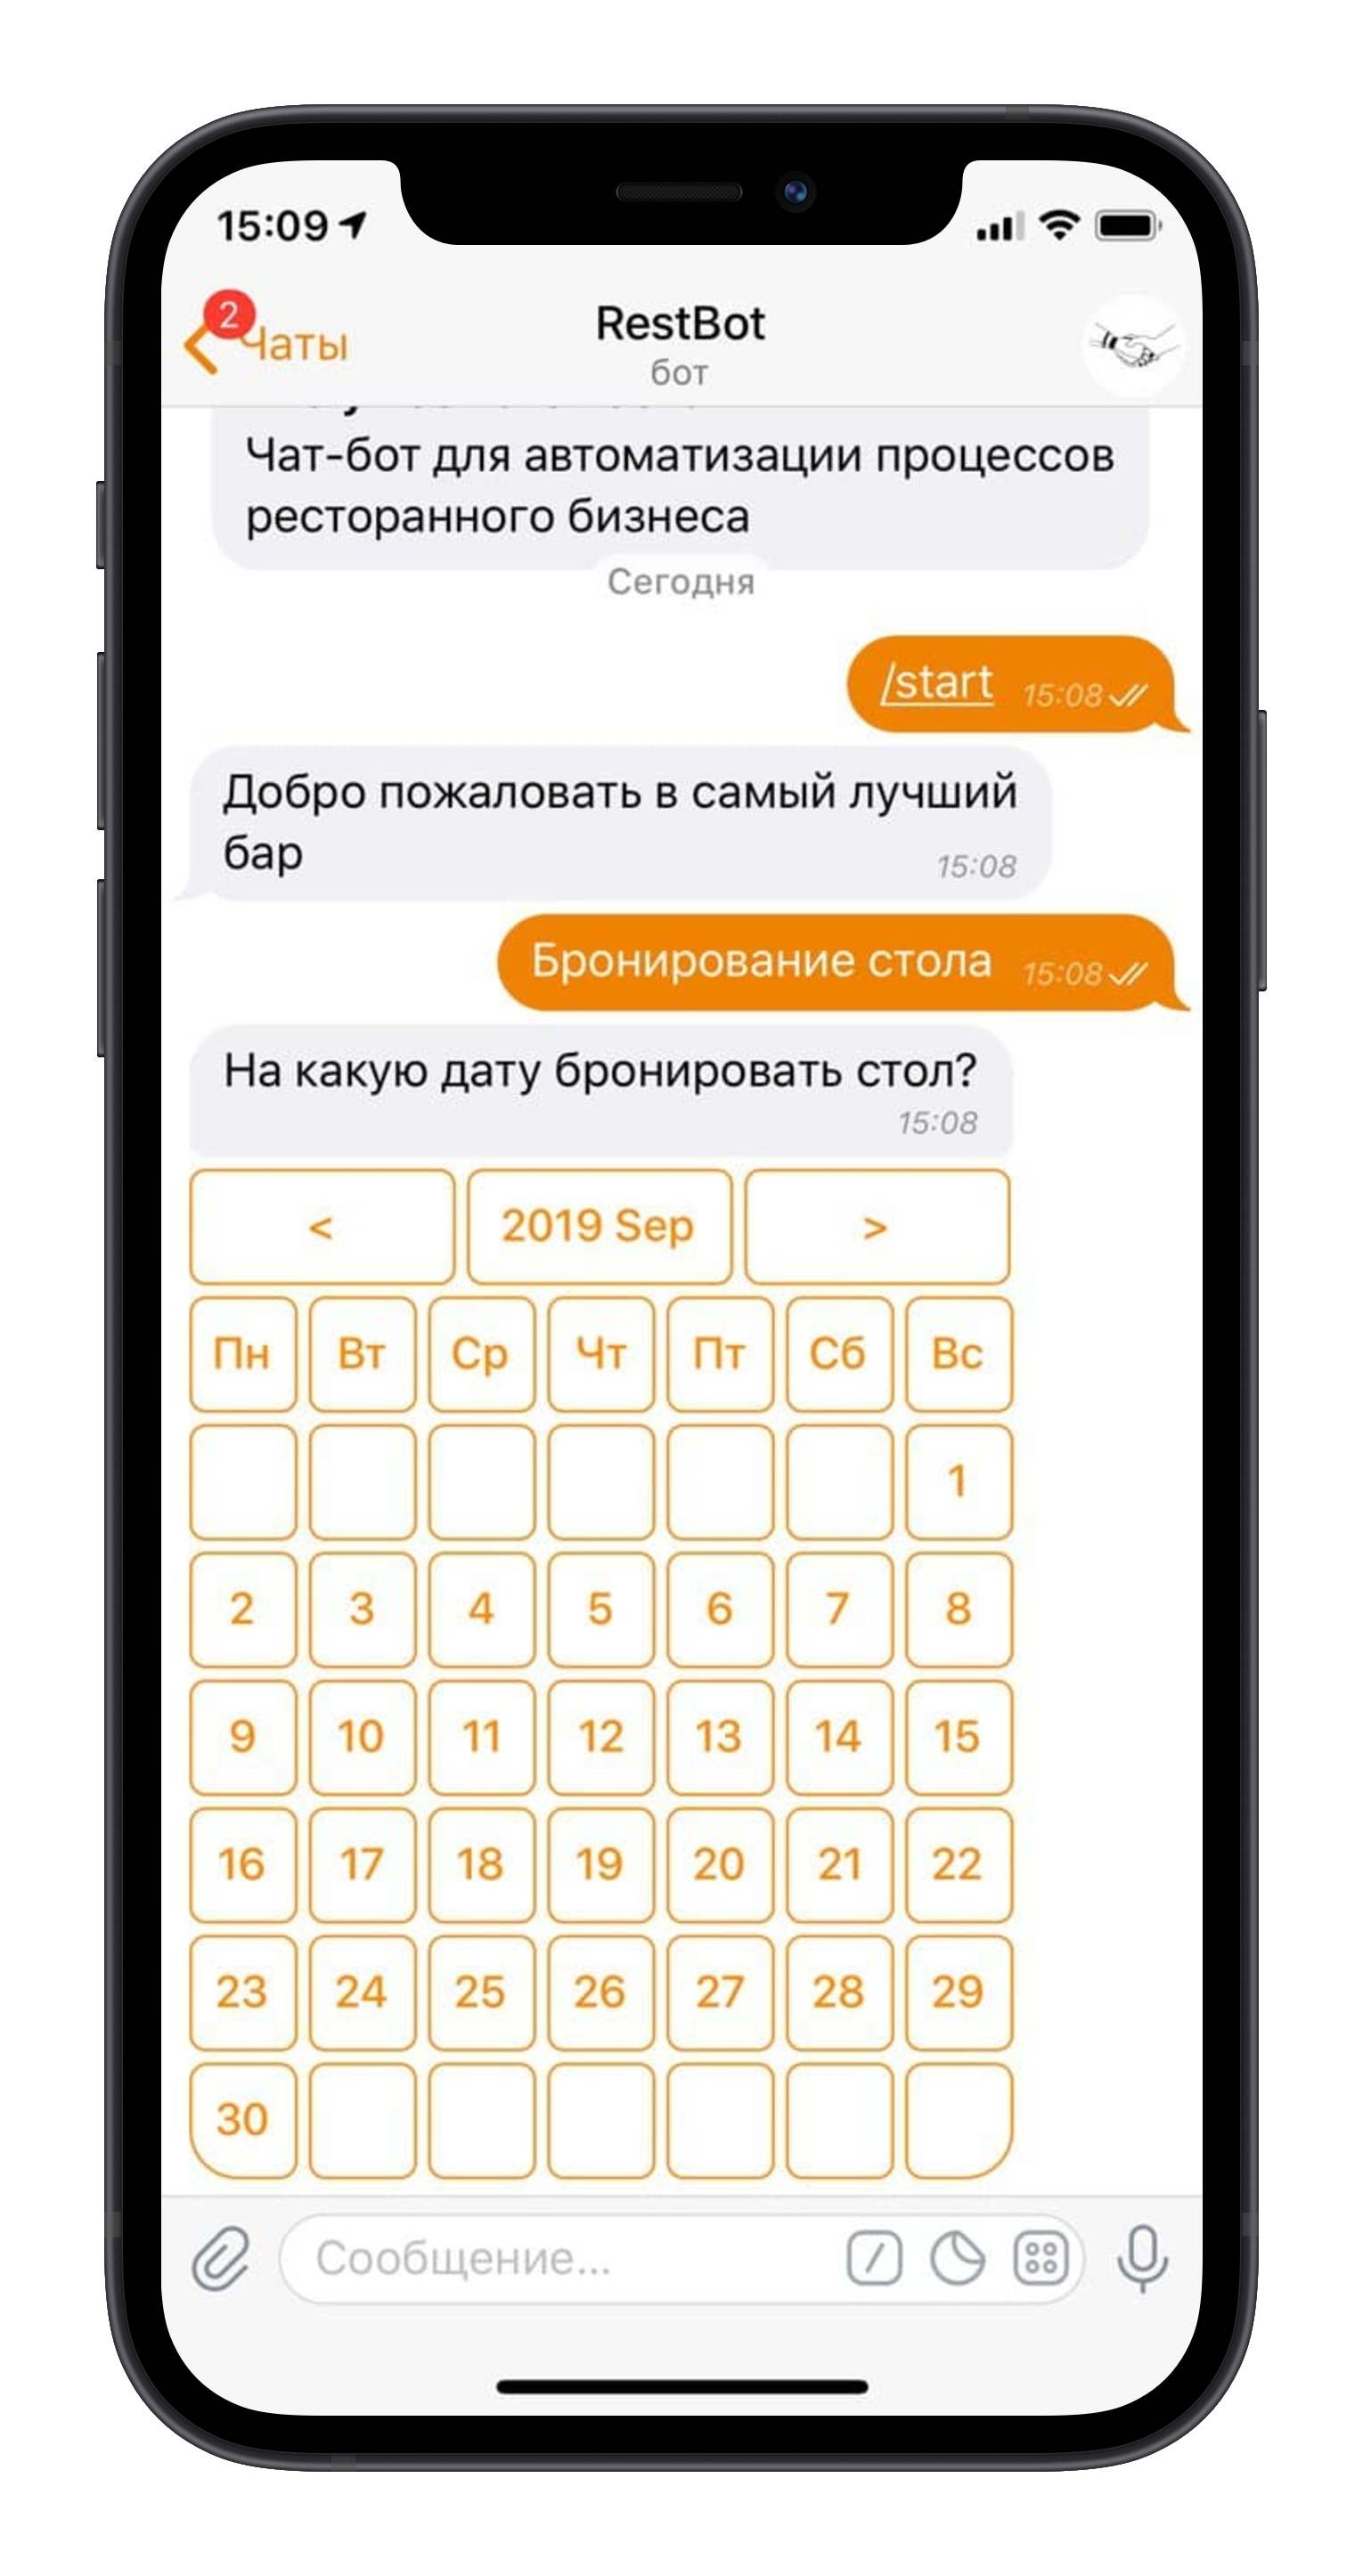 15:09
2
Чаты
RestBot
бот
Чат-бот для автоматизации процессов
ресторанного бизнеса
Сегодня
/start 15:08
Добро пожаловать в самый лучший
бар 15:08
Бронирование стола 15:08
На какую дату бронировать стол?
15:08
< 2019 Sep >
Пн Вт Ср Чт Пт Сб Вс
1
2 3 4 5 6 7 8
9 10 11 12 13 14 15
16 17 18 19 20 21 22
23 24 25 26 27 28 29
30
Сообщение...